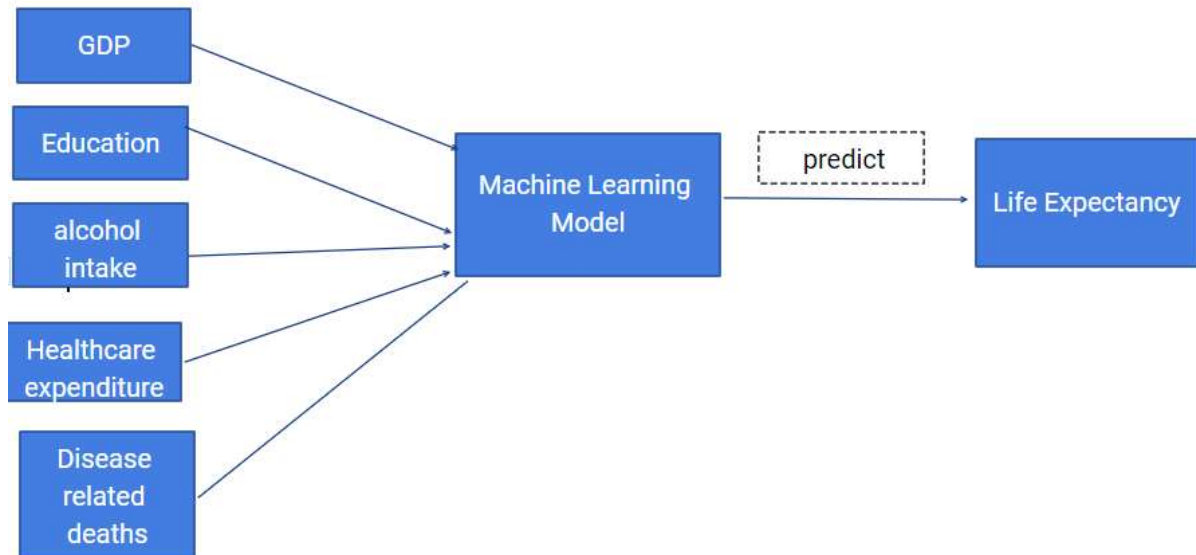 GDP
Education
alcohol
intake
Healthcare
expenditure
Disease
related
deaths
Machine Learning
Model
predict
Life Expectancy